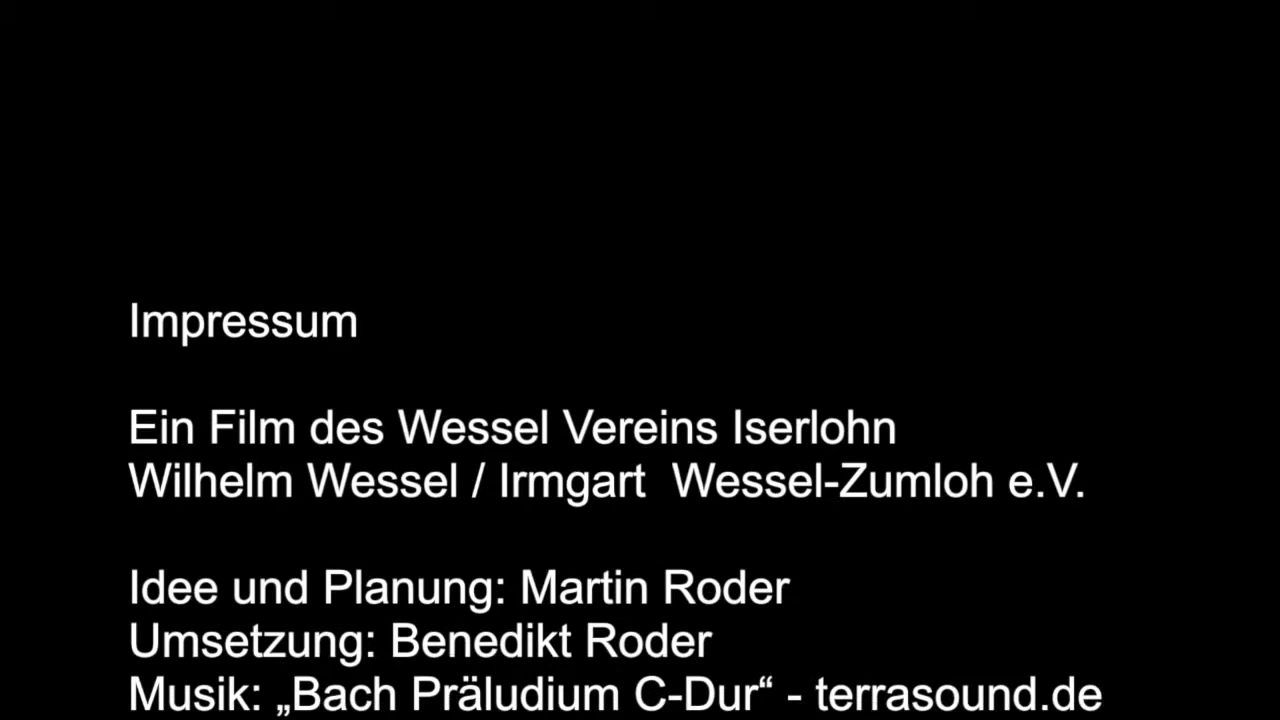 Impressum
Ein Film des Wessel Vereins Iserlohn
Wilhelm Wessel / Irmgart  Wessel-Zumloh e.V.
Idee und Planung: Martin Roder
Umsetzung: Benedikt Roder
Musik: „Bach Präludium C-Dur“ - terrasound.de